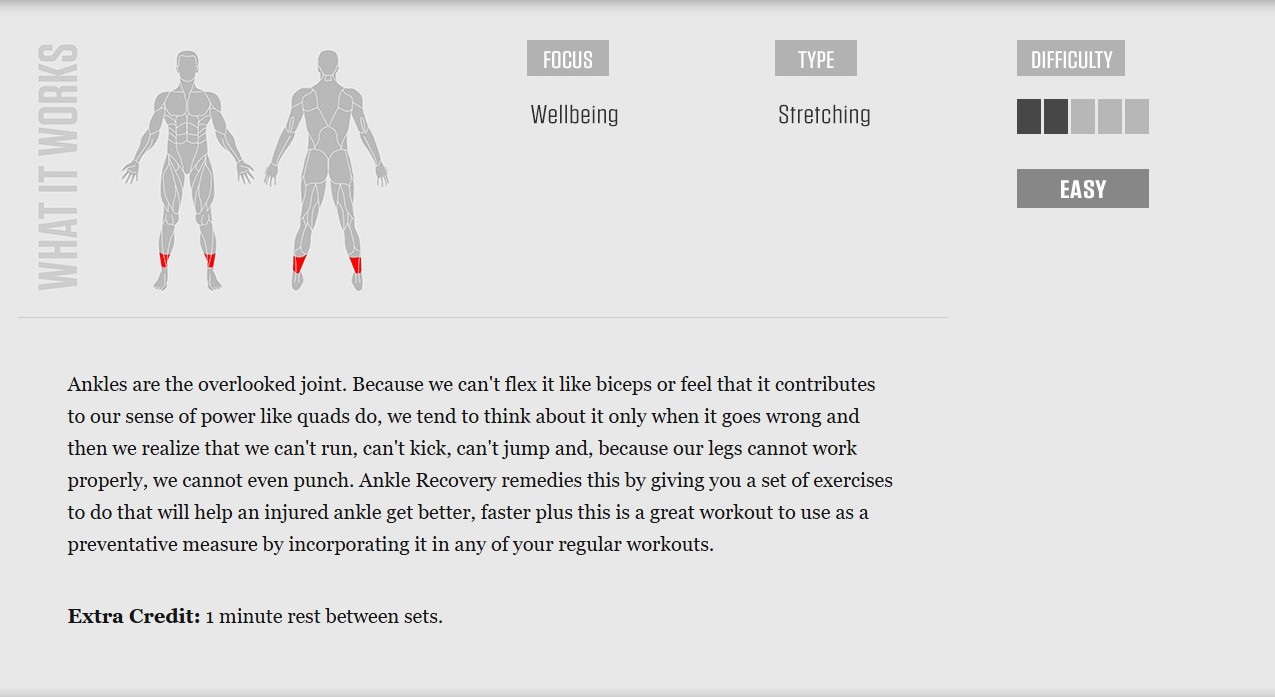 WHAT IT WORKS
FOCUS
Wellbeing
TYPE
Stretching
DIFFICULTY
EASY
Ankles are the overlooked joint. Because we can't flex it like biceps or feel that it contributes
to our sense of power like quads do, we tend to think about it only when it goes wrong and
then we realize that we can't run, can't kick, can't jump and, because our legs cannot work
properly, we cannot even punch. Ankle Recovery remedies this by giving you a set of exercises
to do that will help an injured ankle get better, faster plus this is a great workout to use as a
preventative measure by incorporating it in any of your regular workouts.
Extra Credit: 1 minute rest between sets.